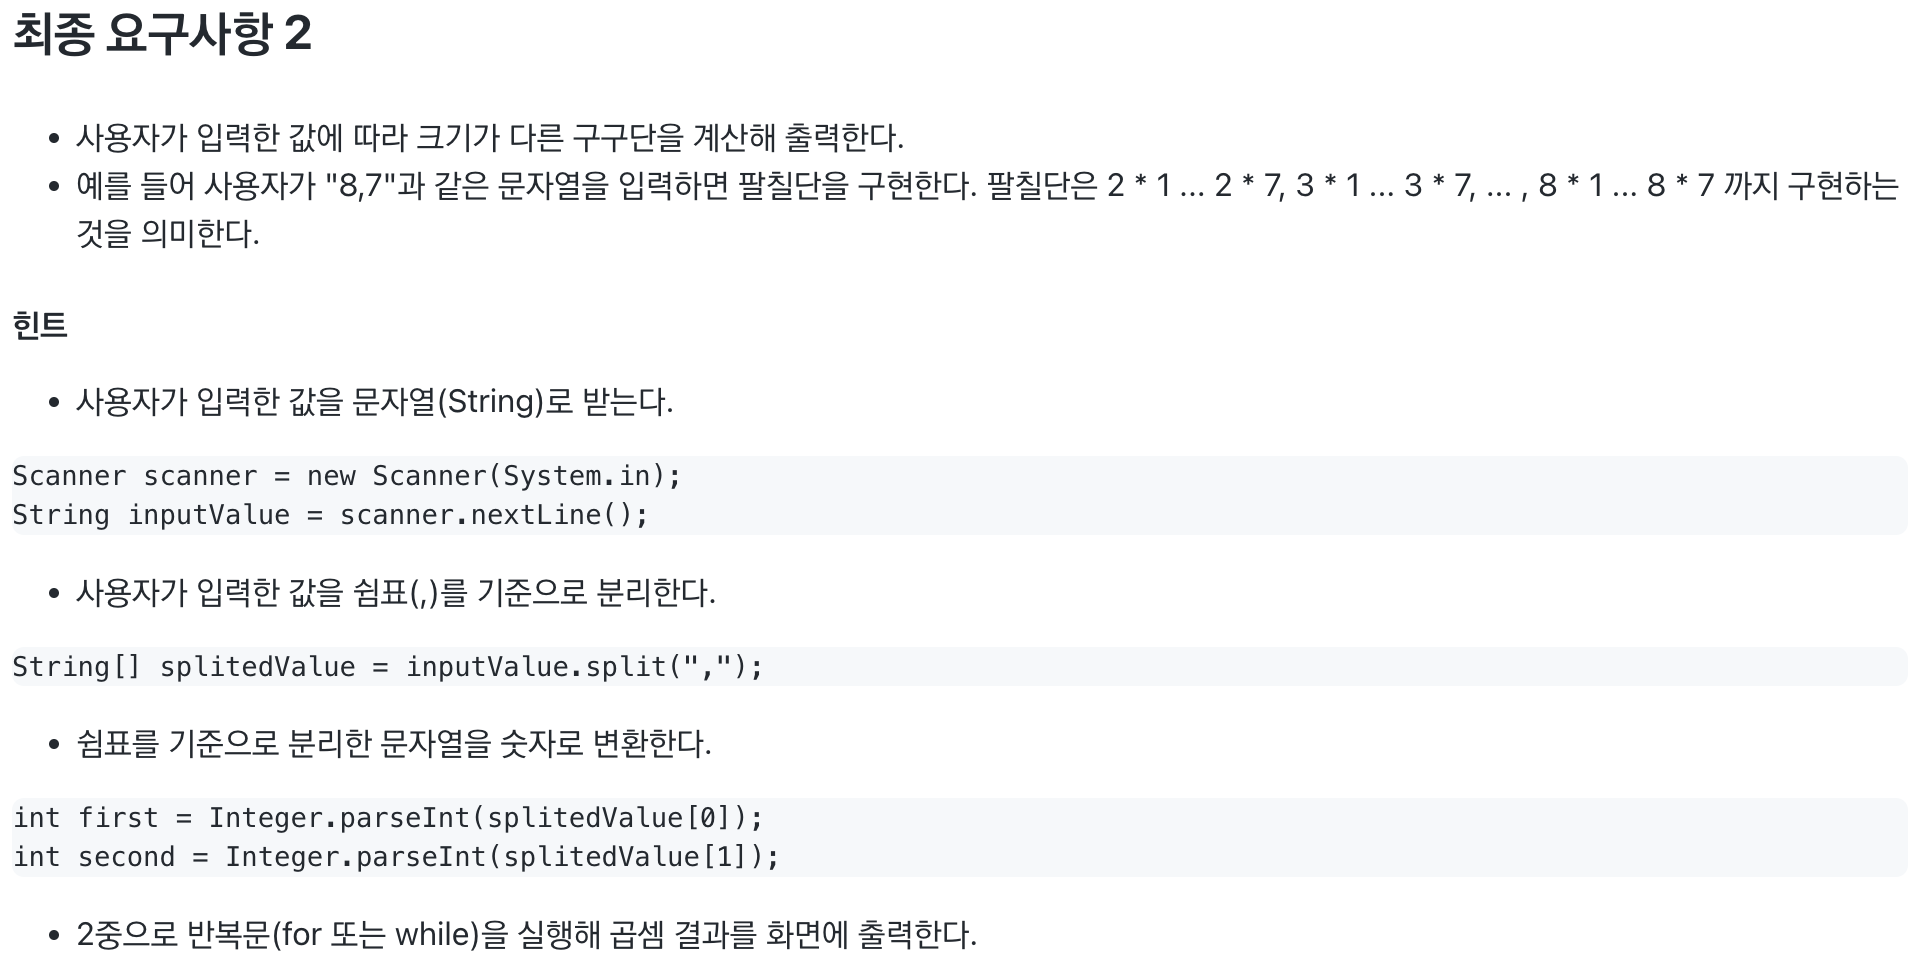 최종 요구사항 2
• 사용자가 입력한 값에 따라 크기가 다른 구구단을 계산해 출력한다.
• 예를 들어 사용자가 "8,7"과 같은 문자열을 입력하면 팔칠단을 구현한다. 팔칠단은 2 * 1 ... 2 * 7, 3 * 1 ... 3 * 7, ... , 8 * 1 ... 8 * 7 까지 구현하는
것을 의미한다.
힌트
• 사용자가 입력한 값을 문자열(String)로 받는다.
Scanner scanner = new Scanner(System.in);
String inputValue = scanner.nextLine();
• 사용자가 입력한 값을 쉼표(,)를 기준으로 분리한다.
String[] splitedValue = inputValue.split(",");
• 쉼표를 기준으로 분리한 문자열을 숫자로 변환한다.
int first = Integer.parseInt(splitedValue[0]);
int second = Integer.parseInt(splitedValue[1]);
• 2중으로 반복문(for 또는 while)을 실행해 곱셈 결과를 화면에 출력한다.